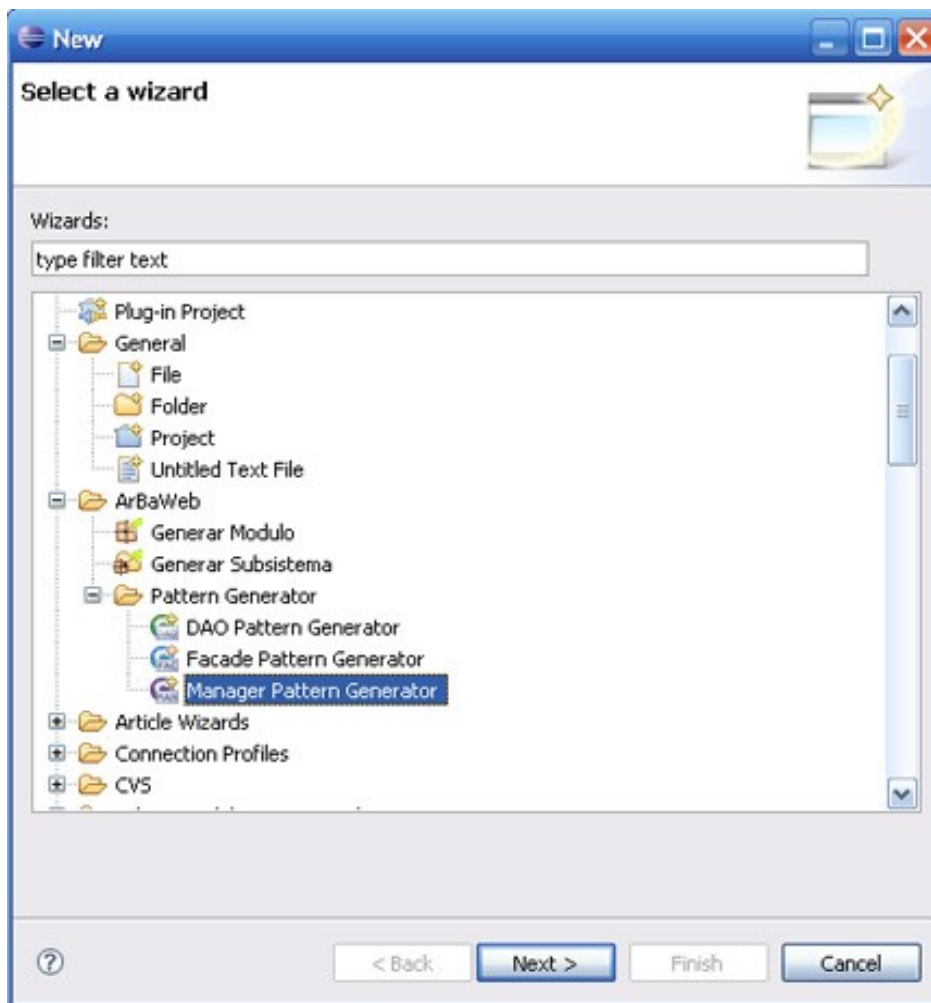 New
Select a wizard
Wizards:
type filter text
Plug-in Project
General
File
Folder
Project
Untitled Text File
ArBaWeb
Generar Modulo
Generar Subsistema
Pattern Generator
DAO Pattern Generator
Facade Pattern Generator
Manager Pattern Generator
Article Wizards
Connection Profiles
CVS
?
< Back Next > Finish Cancel